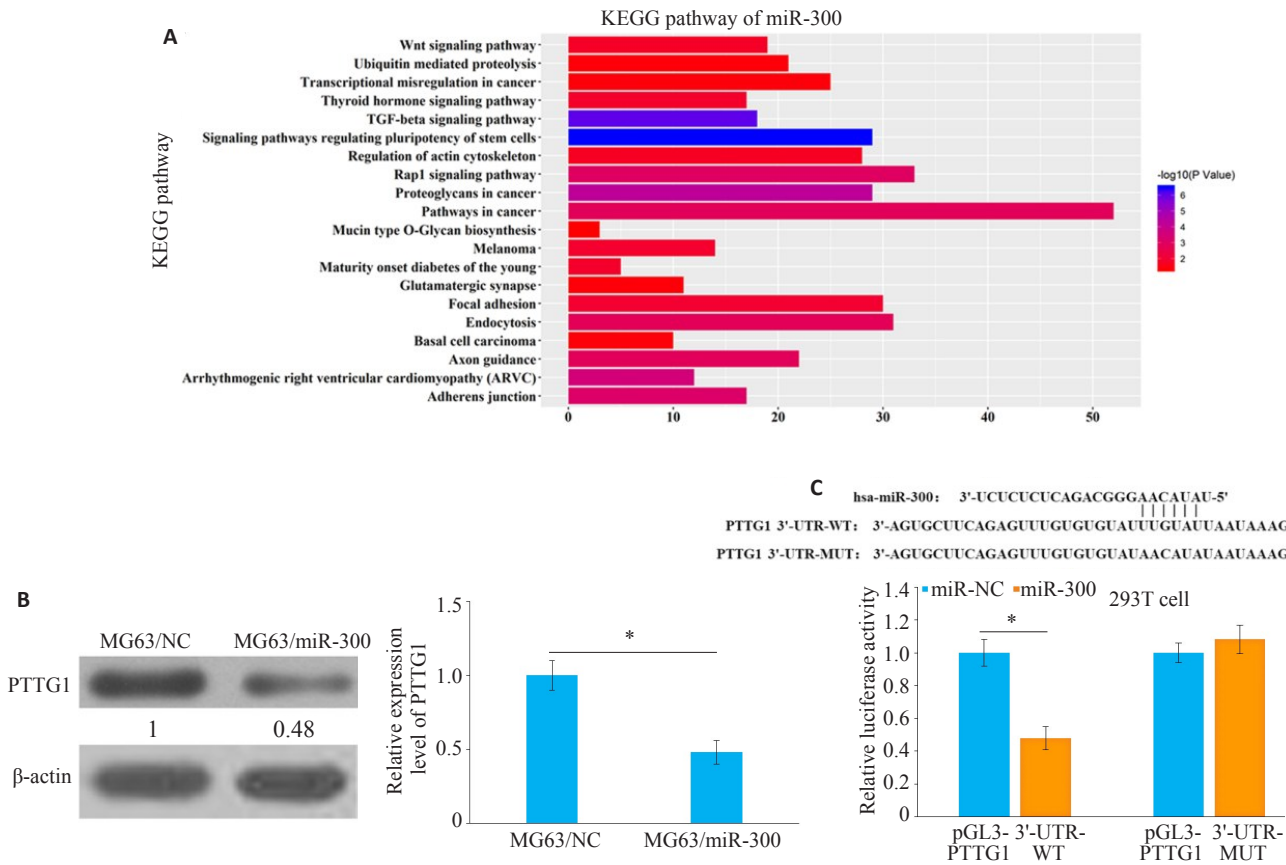 KEGG pathway of miR-300
A
KEGG pathway
Wnt signaling pathway
Ubiquitin mediated proteolysis
Transcriptional misregulation in cancer
Thyroid hormone signaling pathway
TGF-beta signaling pathway
Signaling pathways regulating pluripotency of stem cells
Regulation of actin cytoskeleton
Rap1 signaling pathway
Proteoglycans in cancer
Pathways in cancer
Mucin type O-Glycan biosynthesis
Melanoma
Maturity onset diabetes of the young
Glutamatergic synapse
Focal adhesion
Endocytosis
Basal cell carcinoma
Axon guidance
Arrhythmogenic right ventricular cardiomyopathy (ARVC)
Adherens junction
0 10 20 30 40 50
-log10(P Value)
6
5
4
3
2
B
MG63/NC MG63/miR-300
PTTG1
1 0.48
β-actin
Relative expression
level of PTTG1
1.5
1.0
0.5
0
*
MG63/NC MG63/miR-300
C
hsa-miR-300: 3'-UCUCUCUCAGACGGGAACAUAU-5'
PTTG1 3'-UTR-WT: 3'-AGUGCUUCAGAGUUUGUGUGUAUUUGUAUUAAUAAAG
PTTG1 3'-UTR-MUT: 3'-AGUGCUUCAGAGUUUGUGUGUAUAACAUAUAAUAAAG
Relative luciferase activity
1.4
1.2
1.0
0.8
0.6
0.4
0.2
0
miR-NC miR-300
293T cell
*
pGL3-PTTG1 3'-UTR-WT pGL3-PTTG1 3'-UTR-MUT